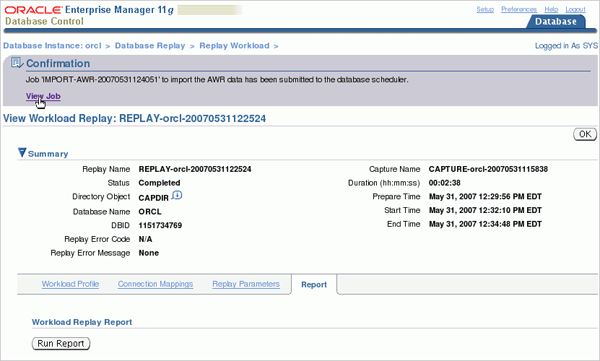 ORACLE Enterprise Manager 11g
Database Control
Setup Preferences Help Logout
Database
Database Instance: orcl > Database Replay > Replay Workload >
Logged in As SYS
Confirmation
Job 'IMPORT-AWR-20070531124051' to import the AWR data has been submitted to the database scheduler.
View Job
View Workload Replay: REPLAY-orcl-20070531122524
OK
Summary
Replay Name REPLAY-orcl-20070531122524
Status Completed
Directory Object CAPDIR
Database Name ORCL
DBID 1151734769
Replay Error Code N/A
Replay Error Message None
Capture Name CAPTURE-orcl-20070531115838
Duration (hh:mm:ss) 00:02:38
Prepare Time May 31, 2007 12:29:56 PM EDT
Start Time May 31, 2007 12:32:10 PM EDT
End Time May 31, 2007 12:34:48 PM EDT
Workload Profile Connection Mappings Replay Parameters Report
Workload Replay Report
Run Report